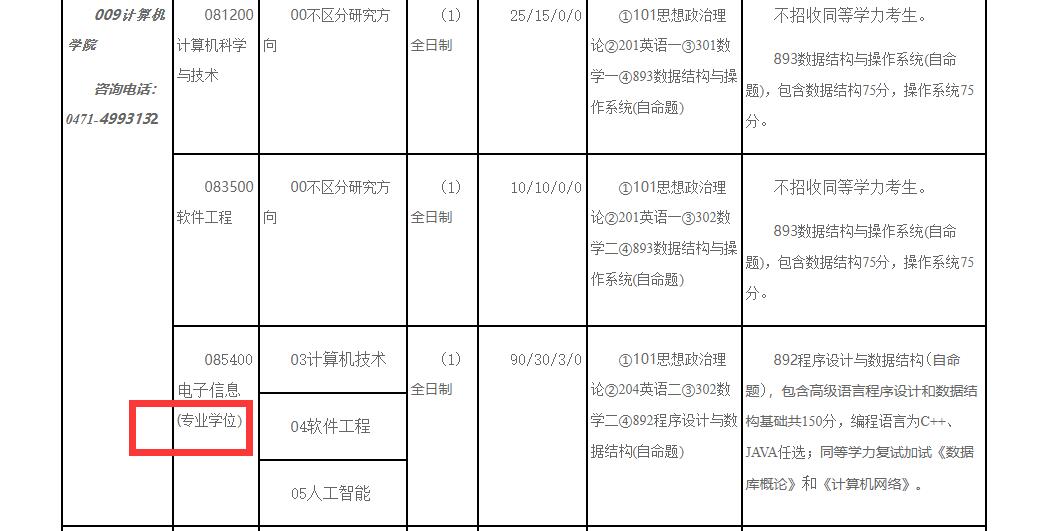 009计算机
学院
咨询电话：
0471-4993132
081200
计算机科学
与技术
00不区分研究方
向
（1）
全日制
25/15/0/0
①101思想政治理
论②201英语一③301数
学一④893数据结构与操
作系统(自命题)
不招收同等学力考生。
893数据结构与操作系统(自命
题)，包含数据结构75分，操作系统75
分。
083500
软件工程
00不区分研究方
向
（1）
全日制
10/10/0/0
①101思想政治理
论②201英语一③302数
学二④893数据结构与操
作系统(自命题)
不招收同等学力考生。
893数据结构与操作系统(自命
题)，包含数据结构75分，操作系统75
分。
085400
电子信息
(专业学位)
03计算机技术
04软件工程
05人工智能
（1）
全日制
90/30/3/0
①101思想政治理
论②204英语二③302数
学二④892程序设计与数
据结构(自命题)
892程序设计与数据结构（自命
题），包含高级语言程序设计和数据结
构基础共150分，编程语言为C++、
JAVA任选；同等学力复试加试《数据
库概论》和《计算机网络》。